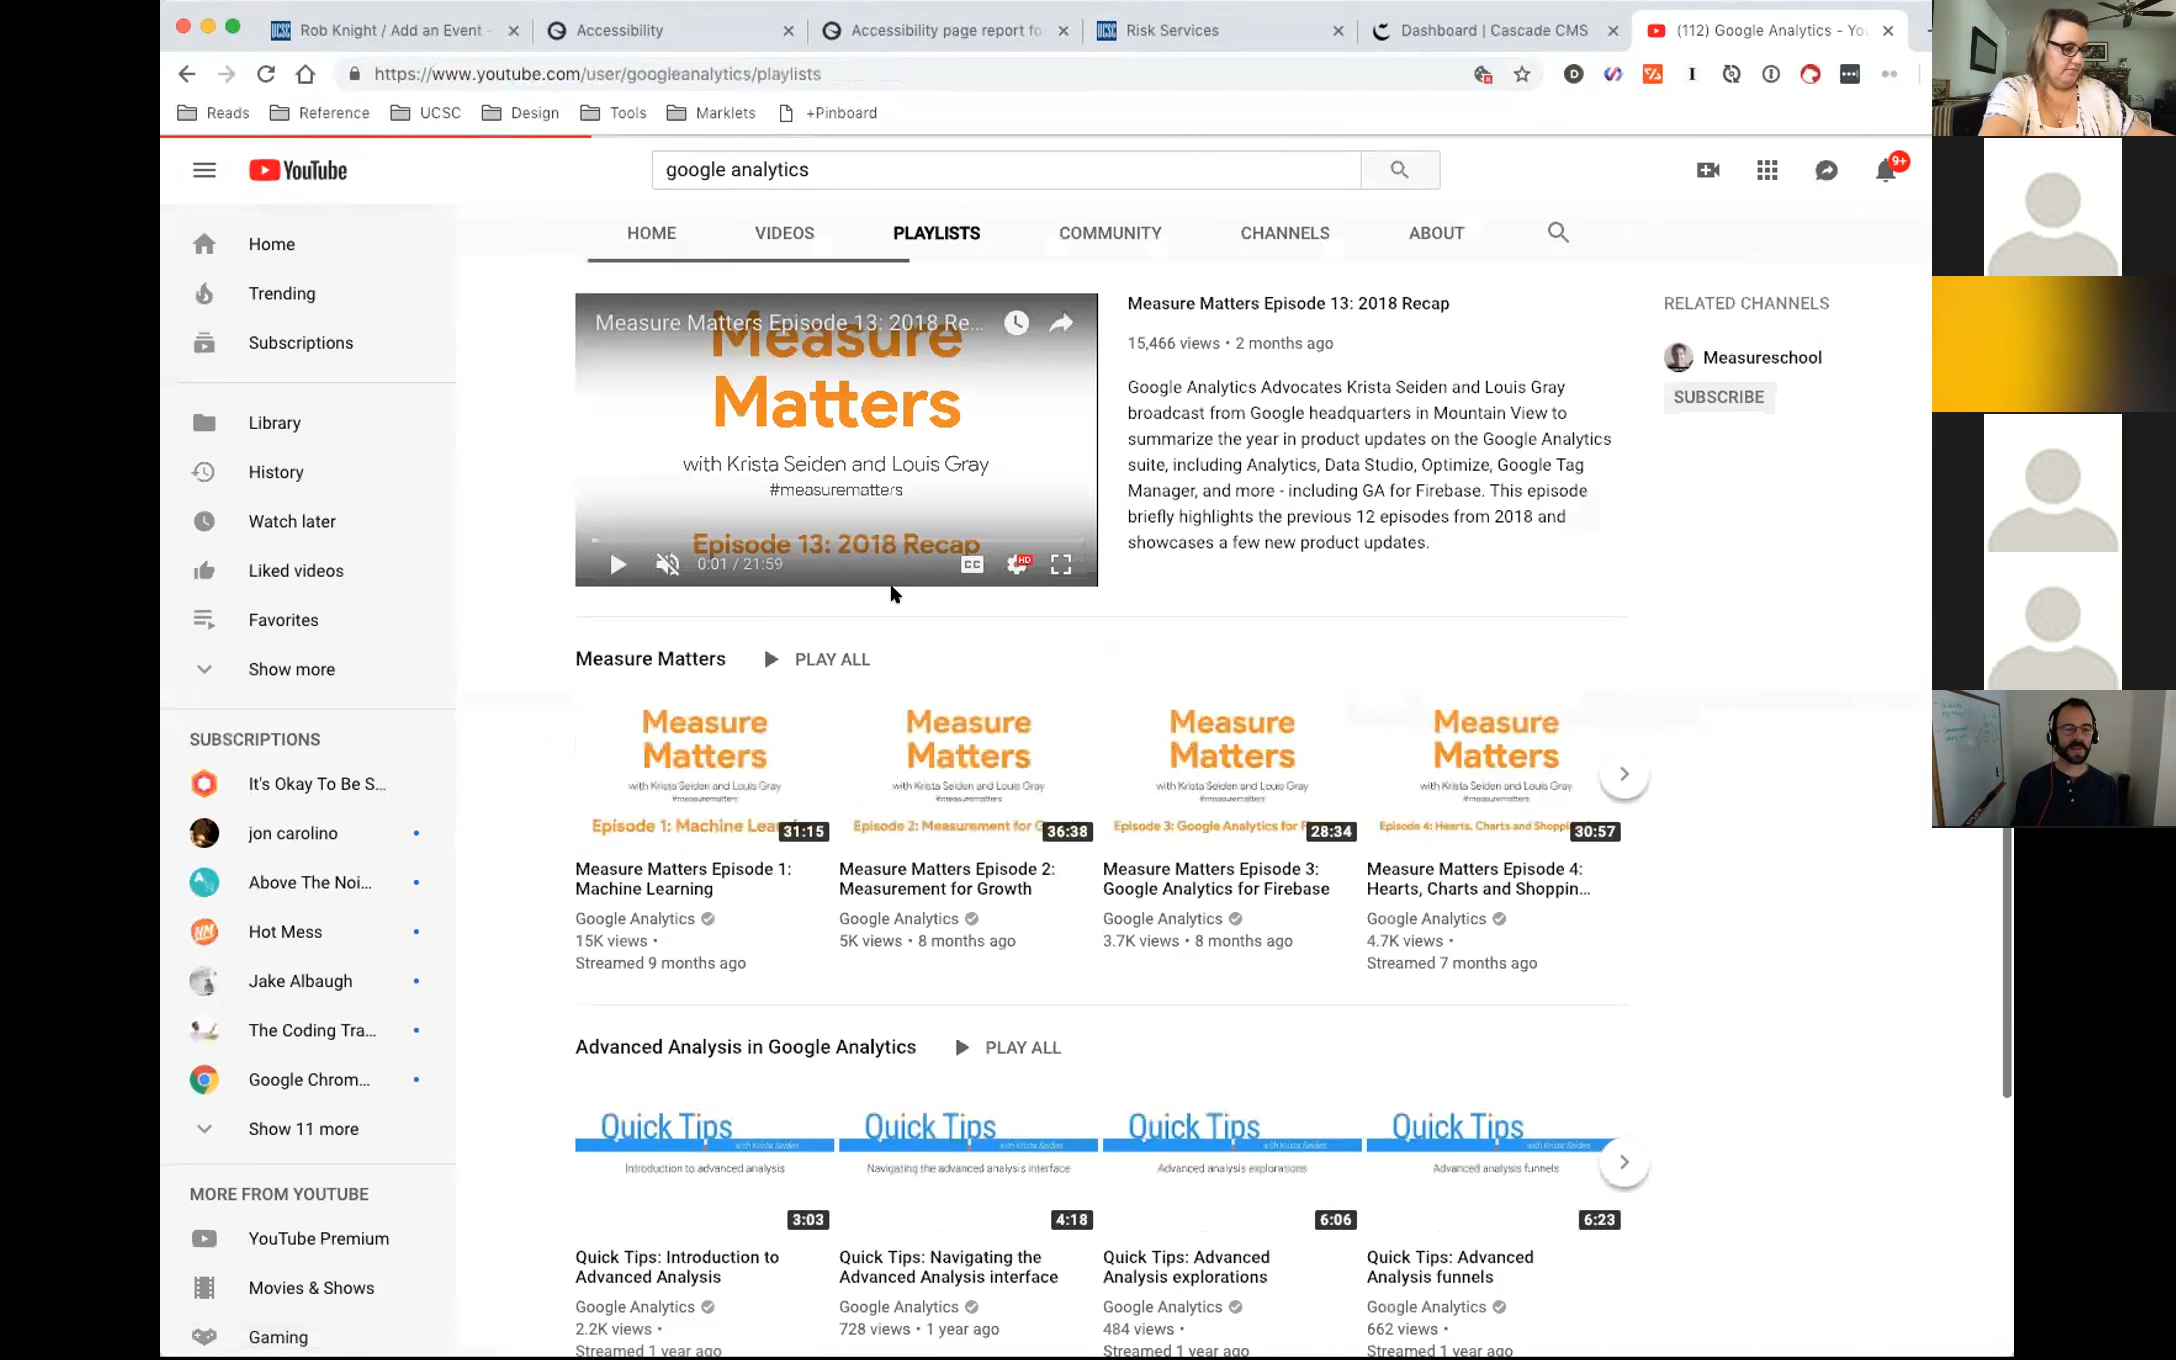 Rob Knight / Add an Event -
Accessibility
Accessibility page report fo
Risk Services
Dashboard | Cascade CMS
(112) Google Analytics - Yo
https://www.youtube.com/user/googleanalytics/playlists
Reads
Reference
UCSC
Design
Tools
Marklets
+Pinboard
YouTube
google analytics
9+
HOME
VIDEOS
PLAYLISTS
COMMUNITY
CHANNELS
ABOUT
Home
Trending
Subscriptions
Library
History
Watch later
Liked videos
Favorites
Show more
SUBSCRIPTIONS
It's Okay To Be S...
jon carolino
Above The Noi...
Hot Mess
Jake Albaugh
The Coding Tra...
Google Chrom...
Show 11 more
MORE FROM YOUTUBE
YouTube Premium
Movies & Shows
Gaming
Measure Matters Episode 13: 2018 Re...
Measure
Matters
with Krista Seiden and Louis Gray
#measurematters
Episode 13: 2018 Recap
0:01 / 21:59
CC
HD
Measure Matters Episode 13: 2018 Recap
15,466 views • 2 months ago
Google Analytics Advocates Krista Seiden and Louis Gray
broadcast from Google headquarters in Mountain View to
summarize the year in product updates on the Google Analytics
suite, including Analytics, Data Studio, Optimize, Google Tag
Manager, and more - including GA for Firebase. This episode
briefly highlights the previous 12 episodes from 2018 and
showcases a few new product updates.
RELATED CHANNELS
Measureschool
SUBSCRIBE
Measure Matters
PLAY ALL
Measure
Matters
with Krista Seiden and Louis Gray
#measurematters
Episode 1: Machine Lear
31:15
Measure Matters Episode 1:
Machine Learning
Google Analytics
15K views •
Streamed 9 months ago
Measure
Matters
with Krista Seiden and Louis Gray
#measurematters
Episode 2: Measurement for G
36:38
Measure Matters Episode 2:
Measurement for Growth
Google Analytics
5K views • 8 months ago
Measure
Matters
with Krista Seiden and Louis Gray
#measurematters
Episode 3: Google Analytics for F
28:34
Measure Matters Episode 3:
Google Analytics for Firebase
Google Analytics
3.7K views • 8 months ago
Measure
Matters
with Krista Seiden and Louis Gray
#measurematters
Episode 4: Hearts, Charts and Shoppi
30:57
Measure Matters Episode 4:
Hearts, Charts and Shoppin...
Google Analytics
4.7K views •
Streamed 7 months ago
Advanced Analysis in Google Analytics
PLAY ALL
Quick Tips
with Krista Seiden
Introduction to advanced analysis
3:03
Quick Tips: Introduction to
Advanced Analysis
Google Analytics
2.2K views •
Streamed 1 year ago
Quick Tips
with Krista Seiden
Navigating the advanced analysis interface
4:18
Quick Tips: Navigating the
Advanced Analysis interface
Google Analytics
728 views • 1 year ago
Quick Tips
with Krista Seiden
Advanced analysis explorations
6:06
Quick Tips: Advanced
Analysis explorations
Google Analytics
484 views •
Streamed 1 year ago
Quick Tips
with Krista Seiden
Advanced analysis funnels
6:23
Quick Tips: Advanced
Analysis funnels
Google Analytics
662 views •
Streamed 1 year ago